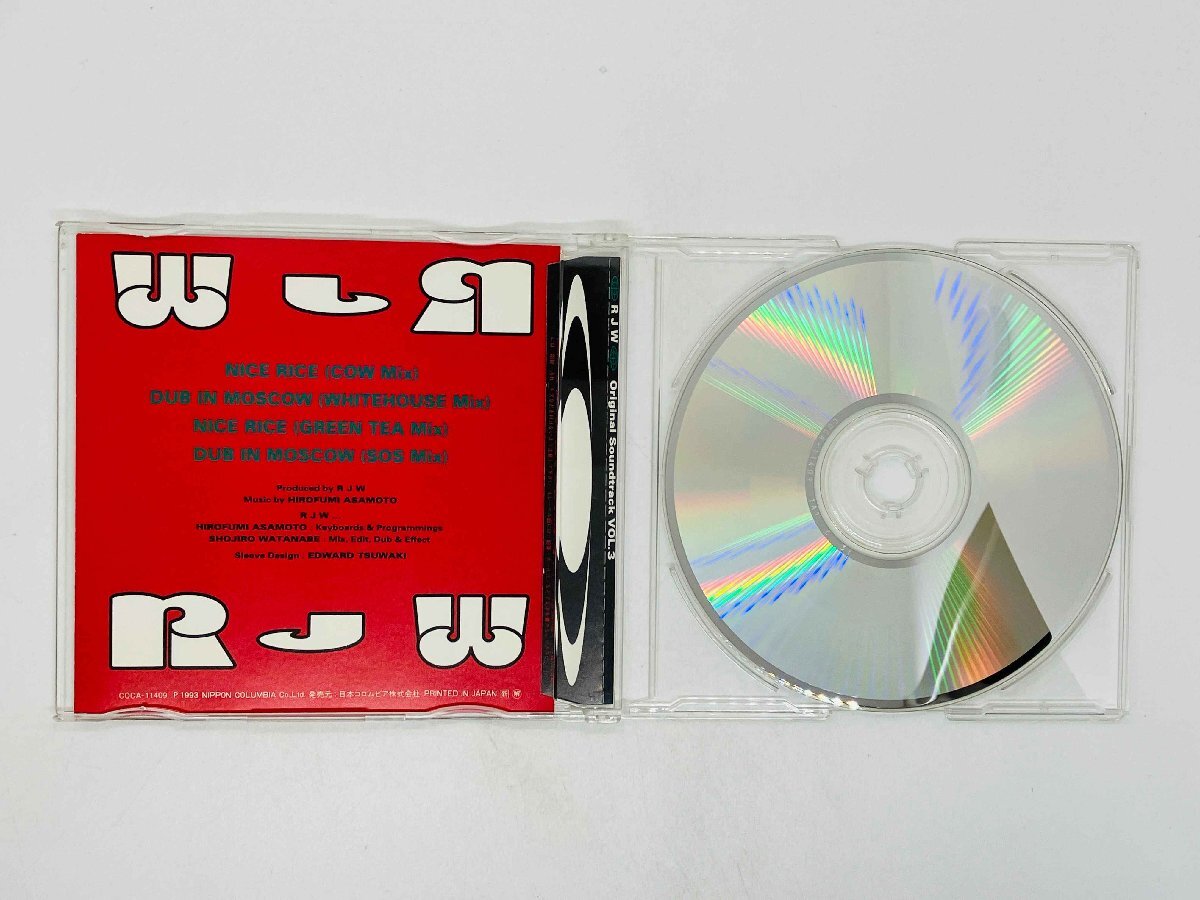 NICE RICE (COW Mix)
DUB IN MOSCOW (WHITEHOUSE Mix)
NICE RICE (GREEN TEA Mix)
DUB IN MOSCOW (SOS Mix)
Produced by R J W
Music by HIROFUMI ASAMOTO
R J W...
HIROFUMI ASAMOTO : Keyboards & Programmings
SHOJIRO WATANABE : Mix, Edit, Dub & Effect
Sleeve Design : EDWARD TSUWAKI
R J W
COCA-11409 ℗ 1993 NIPPON COLUMBIA Co.,Ltd. 発売元 : 日本コロムビア株式会社 PRINTED IN JAPAN
R J W Original Soundtrack VOL.3